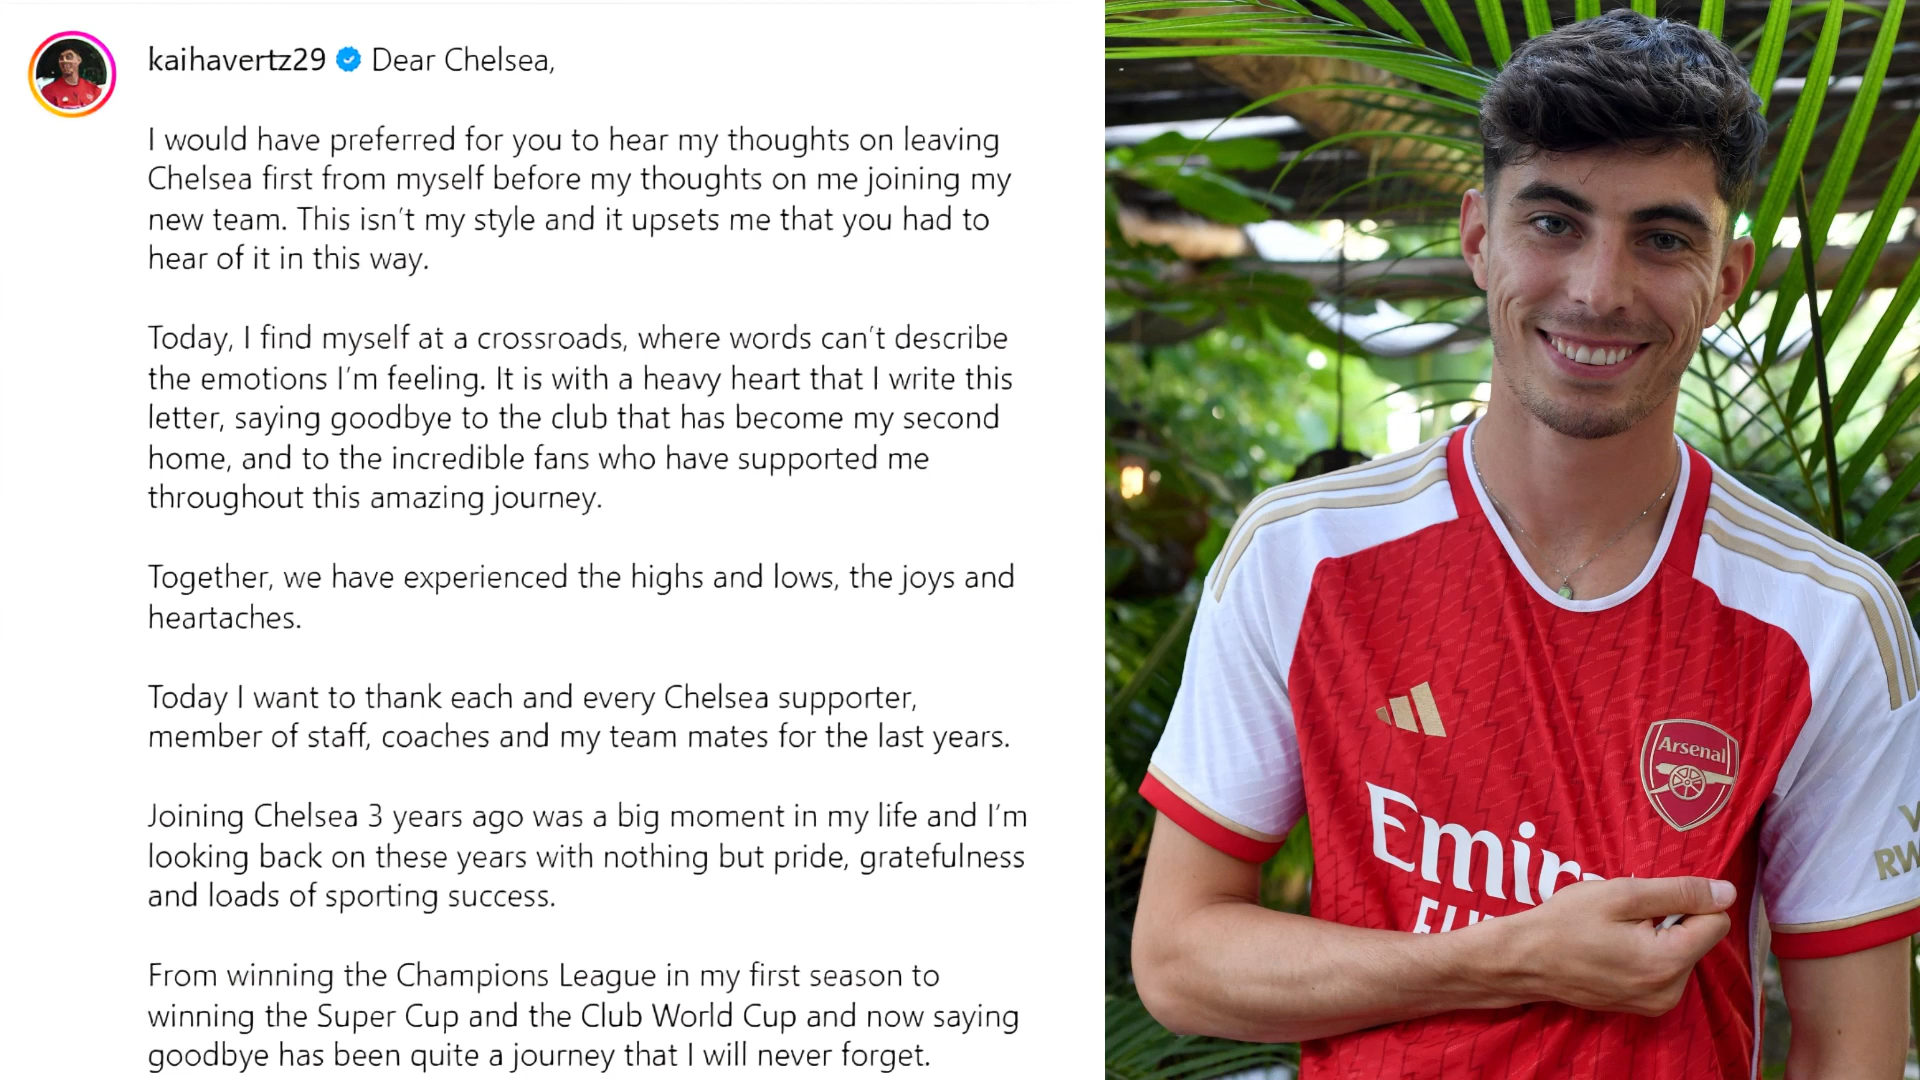 kaihavertz29 Dear Chelsea,
I would have preferred for you to hear my thoughts on leaving
Chelsea first from myself before my thoughts on me joining my
new team. This isn't my style and it upsets me that you had to
hear of it in this way.
Today, I find myself at a crossroads, where words can't describe
the emotions I'm feeling. It is with a heavy heart that I write this
letter, saying goodbye to the club that has become my second
home, and to the incredible fans who have supported me
throughout this amazing journey.
Together, we have experienced the highs and lows, the joys and
heartaches.
Today I want to thank each and every Chelsea supporter,
member of staff, coaches and my team mates for the last years.
Joining Chelsea 3 years ago was a big moment in my life and I'm
looking back on these years with nothing but pride, gratefulness
and loads of sporting success.
From winning the Champions League in my first season to
winning the Super Cup and the Club World Cup and now saying
goodbye has been quite a journey that I will never forget.
Arsenal